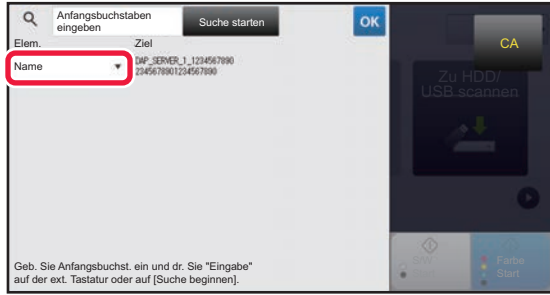 Anfangsbuchstaben
eingeben
Suche starten
OK
CA
Elem.
Ziel
Name
DAP_SERVER_1_1234567890
2345678901234567890
Zu HDD/
USB scannen
Geb. Sie Anfangsbuchst. ein und dr. Sie "Eingabe"
auf der ext. Tastatur oder auf [Suche beginnen].
Farbe
Start